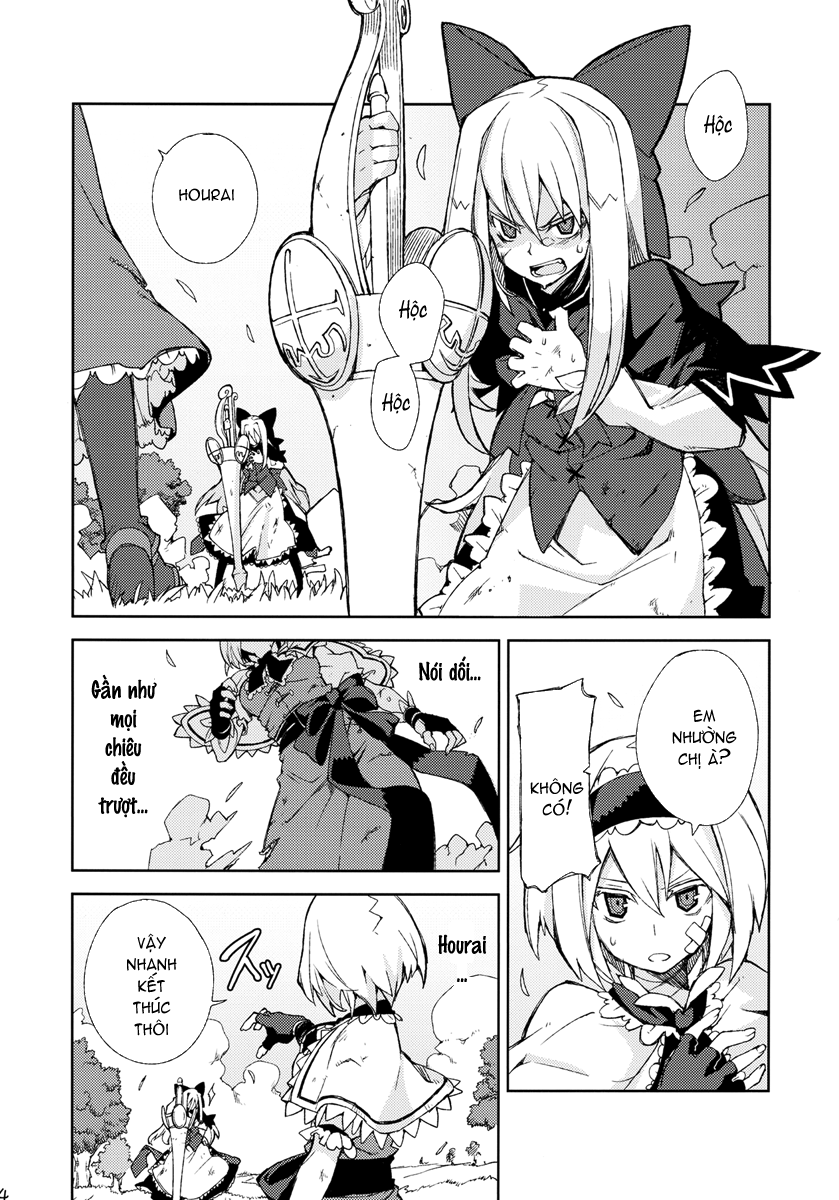 Hộc
HOURAI
Hộc
Hộc
EM
NHƯỜNG
CHỊ À?
KHÔNG
CÓ!
Nói dối...
Gần như
mọi
chiêu
đều
trượt...
Hourai
...
スッ
VẬY
NHANH
KẾT
THÚC
THÔI
4